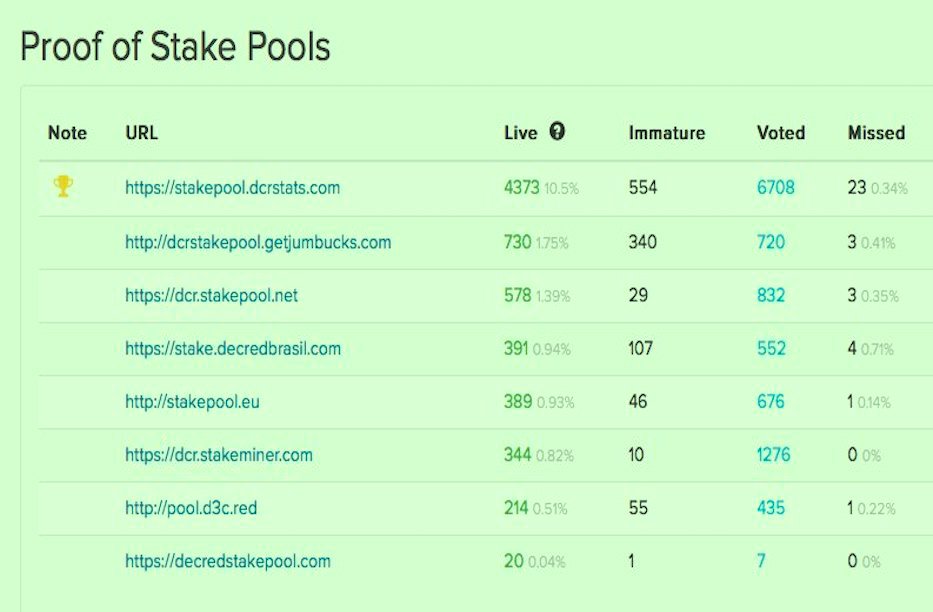 Proof of Stake Pools
Note URL Live ? Immature Voted Missed
https://stakepool.dcrstats.com 4373 10.5% 554 6708 23 0.34%
http://dcrstakepool.getjumbucks.com 730 1.75% 340 720 3 0.41%
https://dcr.stakepool.net 578 1.39% 29 832 3 0.35%
https://stake.decredbrasil.com 391 0.94% 107 552 4 0.71%
http://stakepool.eu 389 0.93% 46 676 1 0.14%
https://dcr.stakeminer.com 344 0.82% 10 1276 0 0%
http://pool.d3c.red 214 0.51% 55 435 1 0.22%
https://decredstakepool.com 20 0.04% 1 7 0 0%